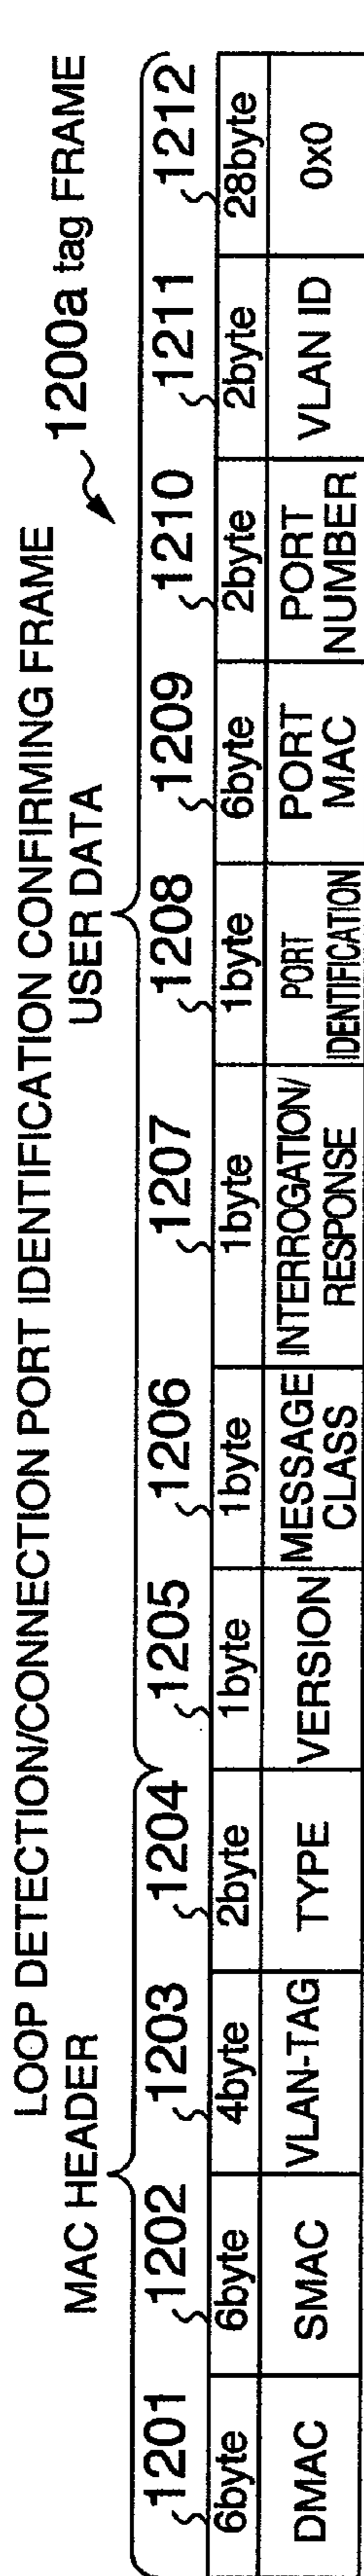 LOOP DETECTION/CONNECTION PORT IDENTIFICATION CONFIRMING FRAME
1200a tag FRAME
MAC HEADER
USER DATA
1201 1202 1203 1204 1205 1206 1207 1208 1209 1210 1211 1212
6byte 6byte 4byte 2byte 1byte 1byte 1byte 1byte 6byte 2byte 2byte 28byte
DMAC SMAC VLAN-TAG TYPE VERSION MESSAGE CLASS INTERROGATION/ RESPONSE PORT IDENTIFICATION PORT MAC PORT NUMBER VLAN ID 0x0